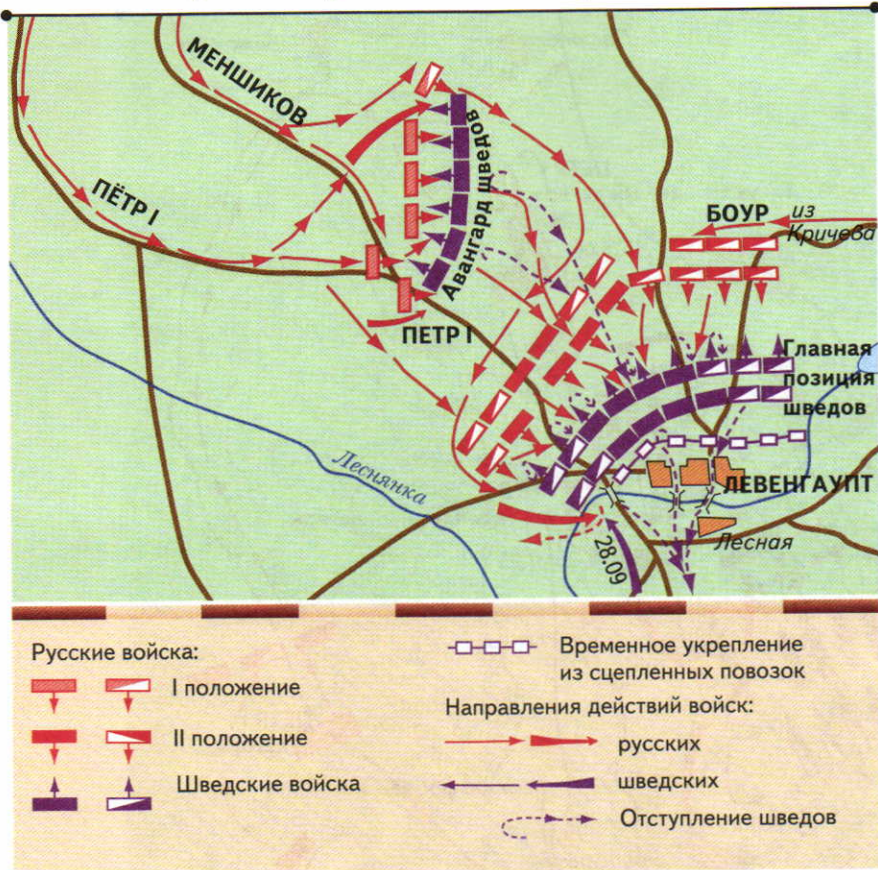 МЕНШИКОВ
ПЁТР I
Авангард шведов
БОУР из
Кричева
ПЕТР I
Главная
позиция
шведов
Леснянка
ЛЕВЕНГАУПТ
Лесная
28.09
Русские войска:
I положение
II положение
Шведские войска
Временное укрепление
из сцепленных повозок
Направления действий войск:
русских
шведских
Отступление шведов